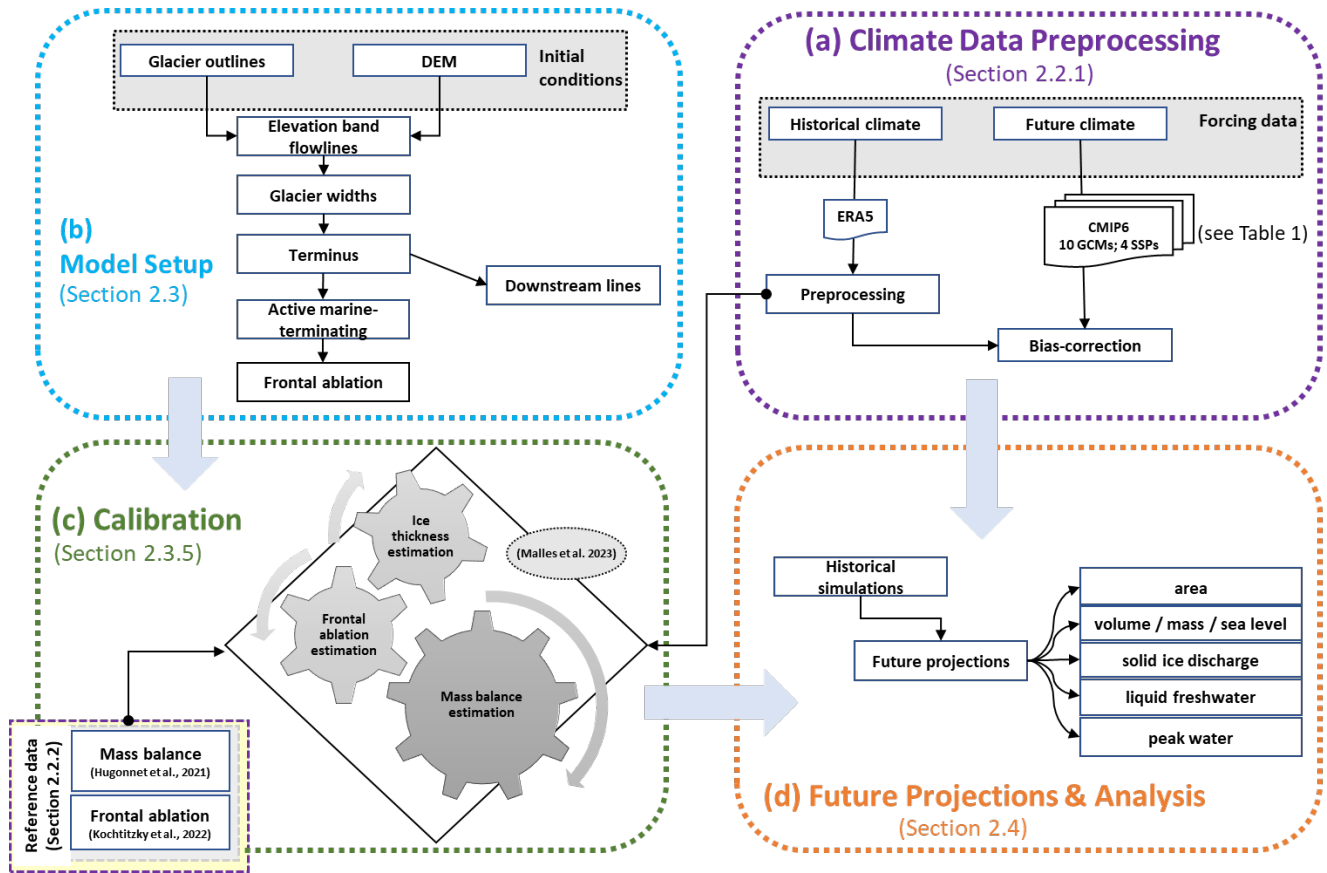 Glacier outlines
DEM
Initial
conditions
Elevation band
flowlines
Glacier widths
Terminus
Downstream lines
Active marine-
terminating
Frontal ablation
(b)
Model Setup
(Section 2.3)
(a) Climate Data Preprocessing
(Section 2.2.1)
Historical climate
Future climate
Forcing data
ERA5
CMIP6
10 GCMs; 4 SSPs
(see Table 1)
Preprocessing
Bias-correction
(c) Calibration
(Section 2.3.5)
Ice
thickness
estimation
(Malles et al. 2023)
Frontal
ablation
estimation
Mass balance
estimation
Reference data
(Section 2.2.2)
Mass balance
(Hugonnet et al., 2021)
Frontal ablation
(Kochtitzky et al., 2022)
Historical
simulations
Future projections
area
volume / mass / sea level
solid ice discharge
liquid freshwater
peak water
(d) Future Projections & Analysis
(Section 2.4)